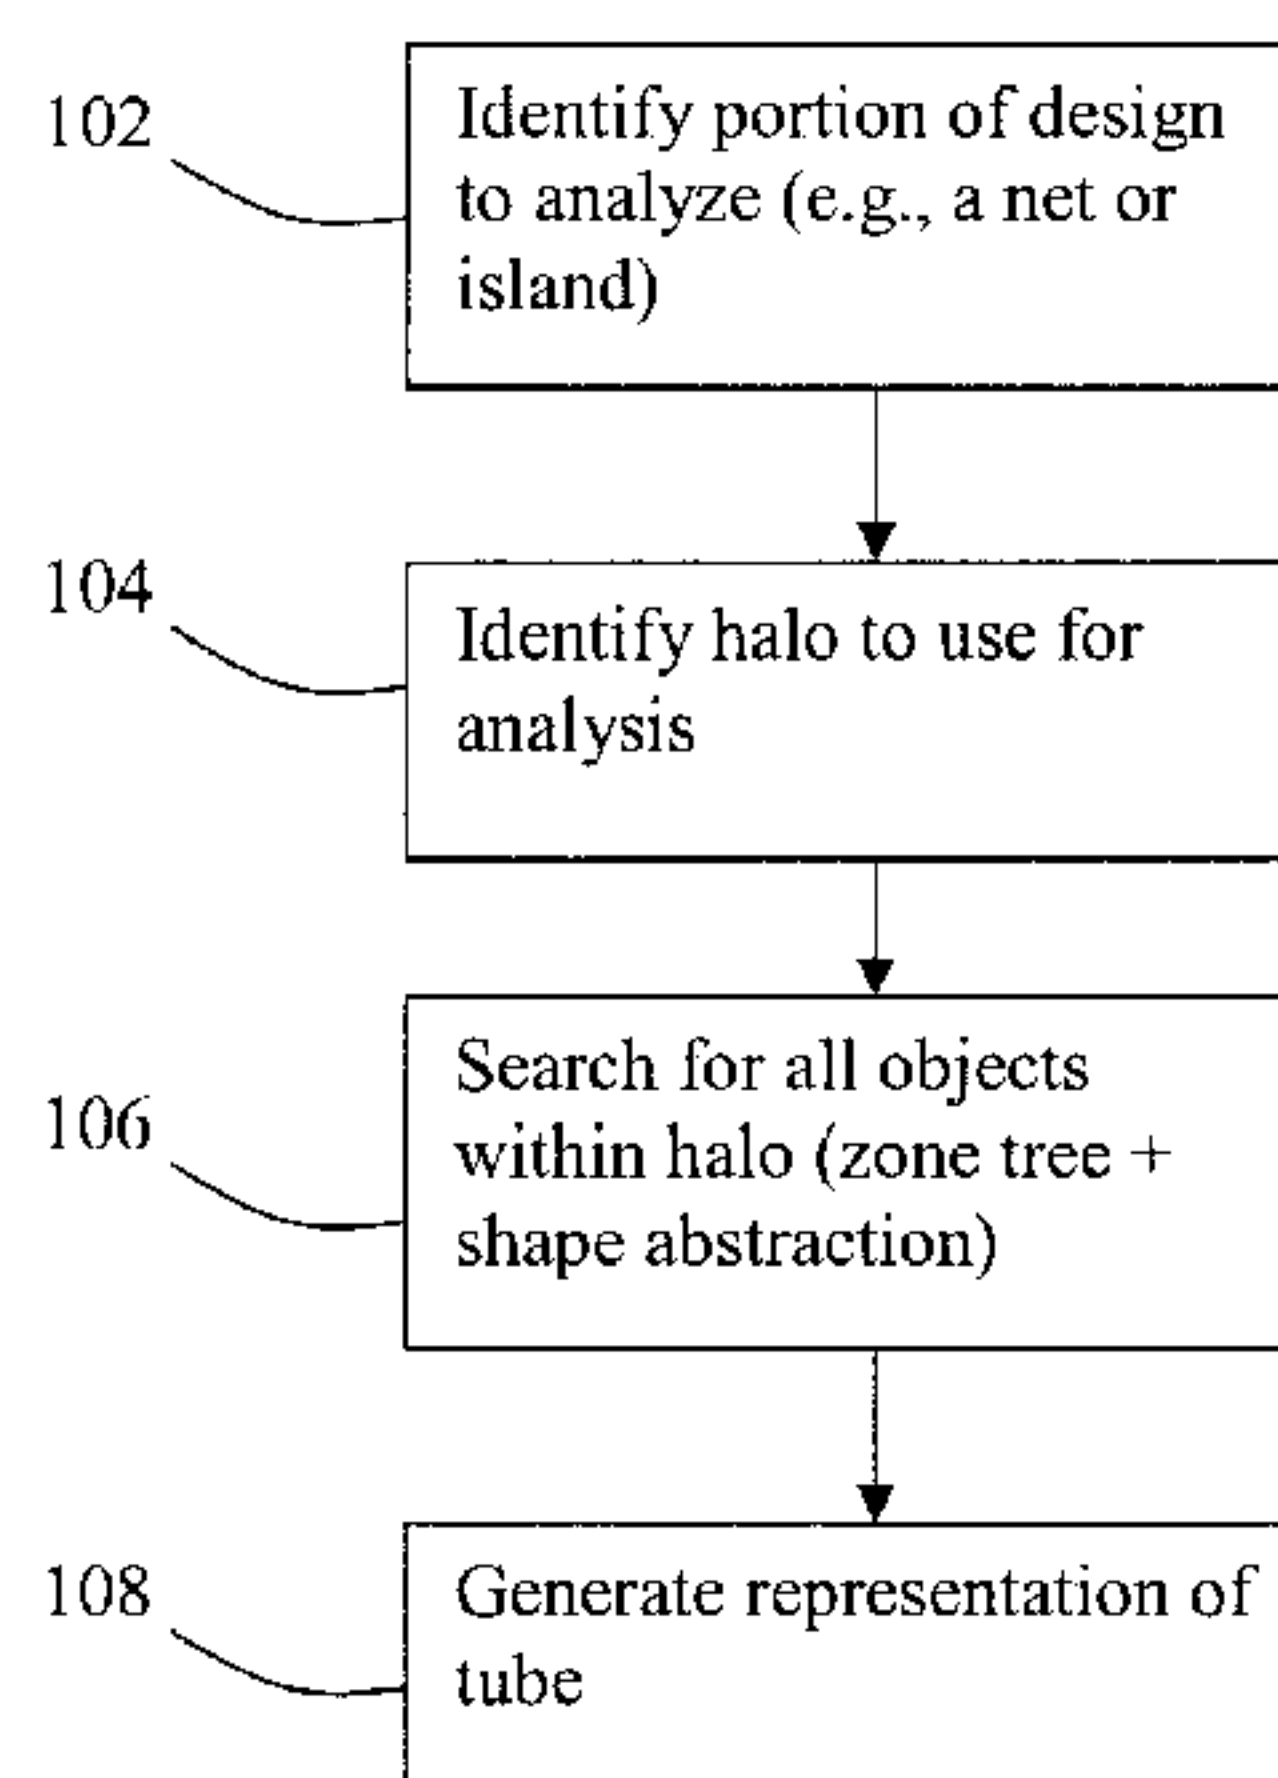 102
Identify portion of design
to analyze (e.g., a net or
island)
104
Identify halo to use for
analysis
106
Search for all objects
within halo (zone tree +
shape abstraction)
108
Generate representation of
tube